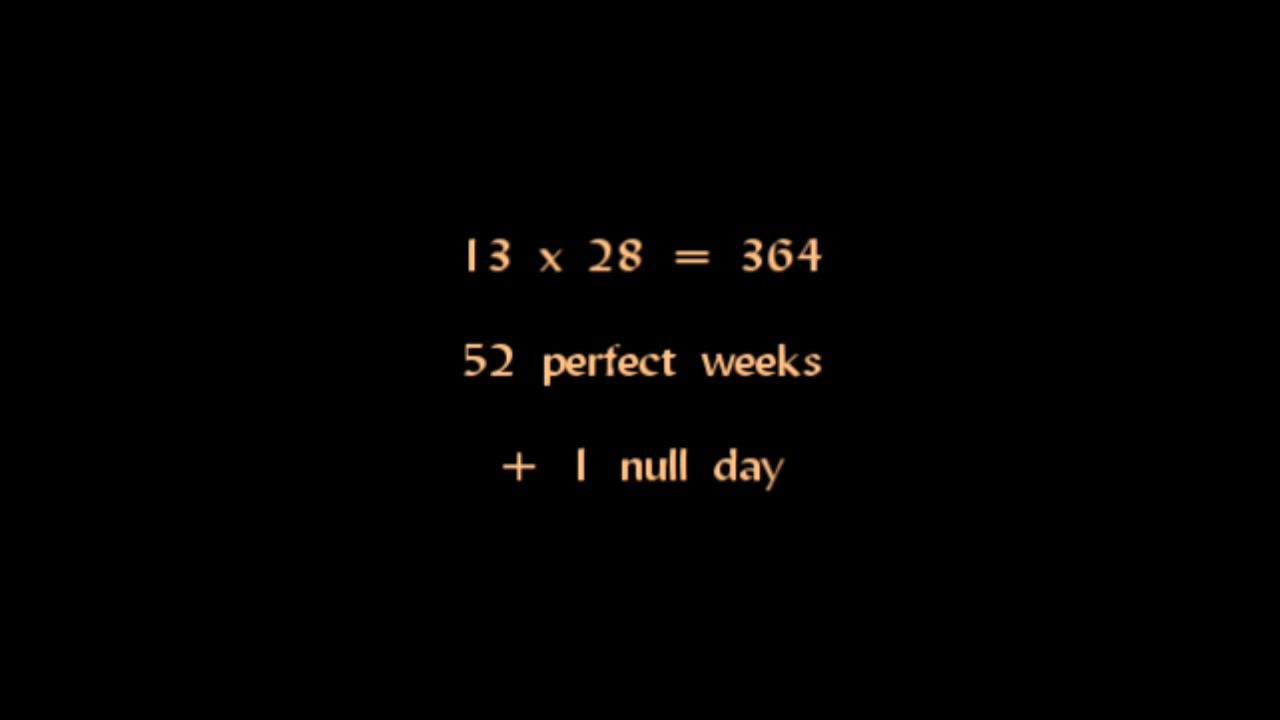 13 x 28 = 364
52 perfect weeks
+ 1 null day